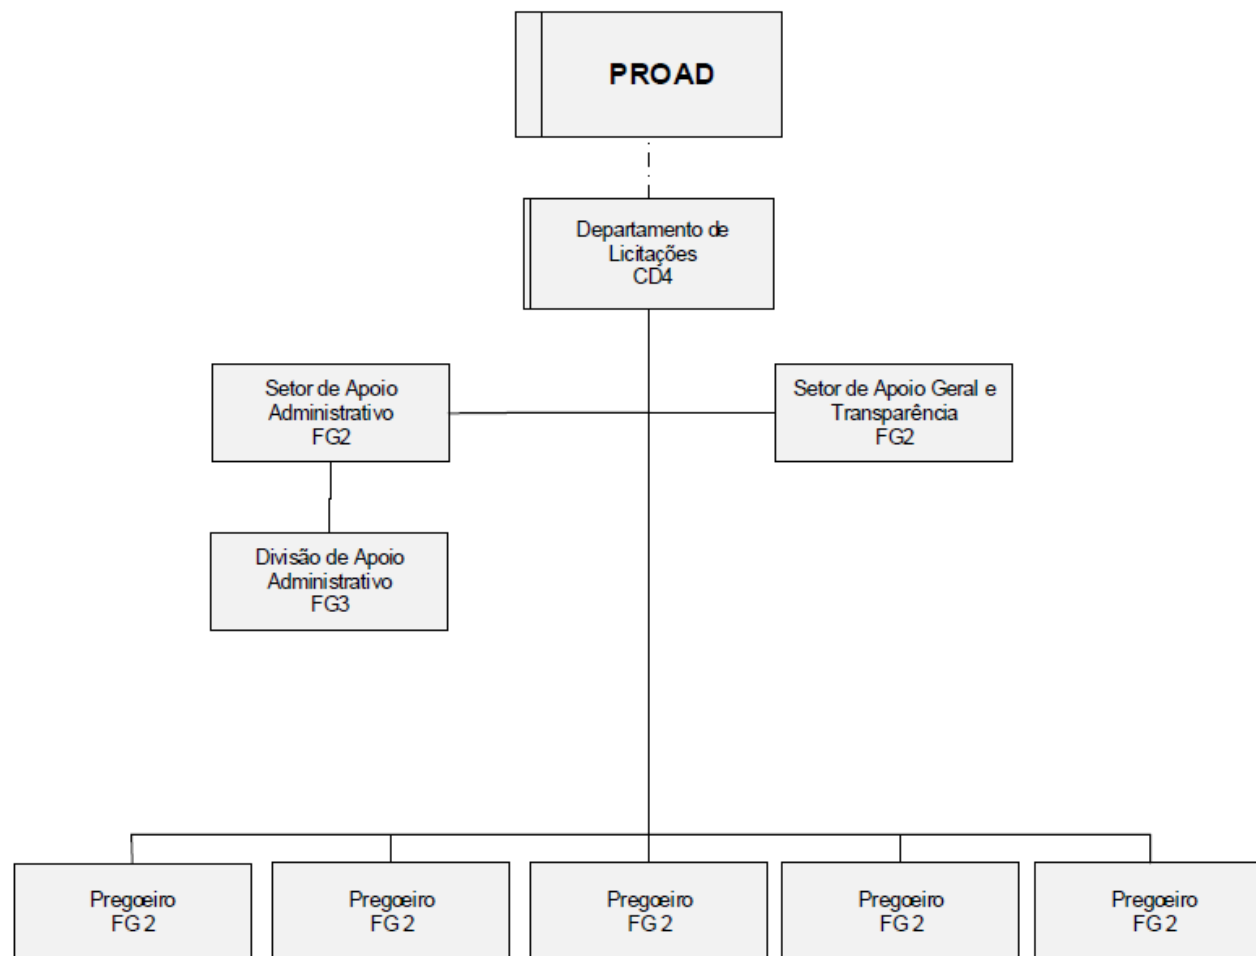 PROAD
Departamento de
Licitações
CD4
Setor de Apoio
Administrativo
FG2
Setor de Apoio Geral e
Transparência
FG2
Divisão de Apoio
Administrativo
FG3
Pregoeiro
FG 2
Pregoeiro
FG 2
Pregoeiro
FG 2
Pregoeiro
FG 2
Pregoeiro
FG 2